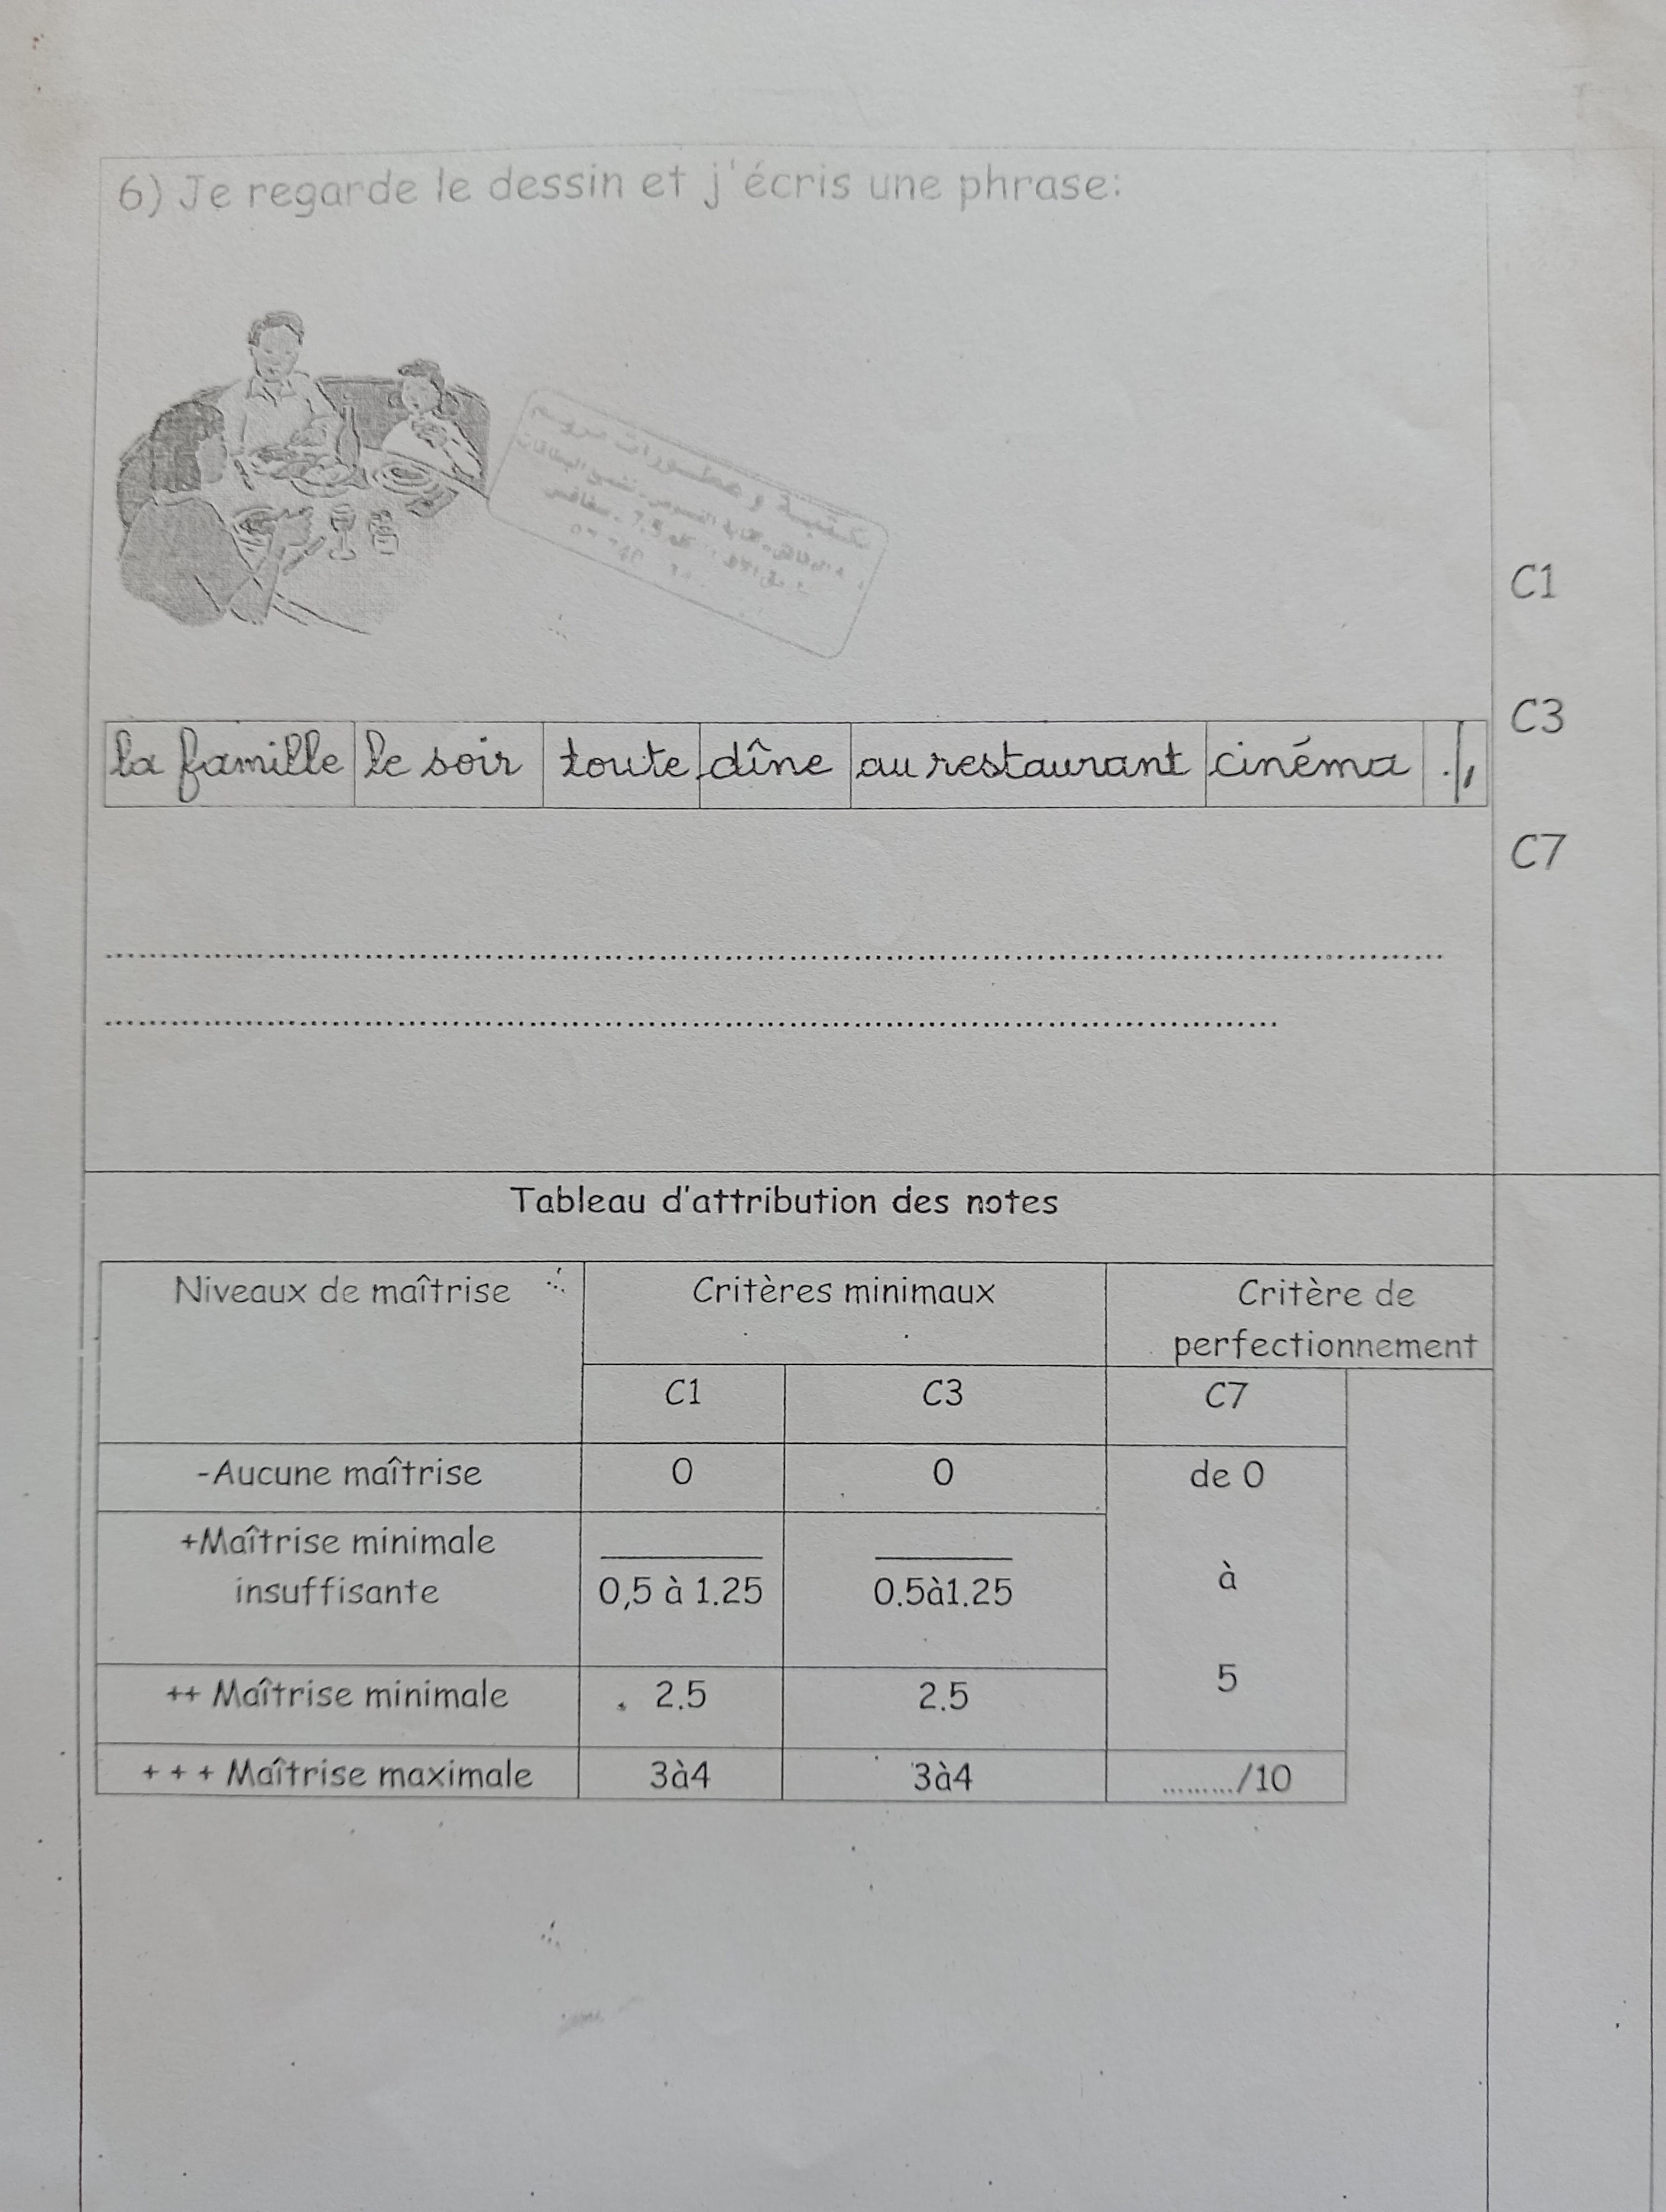 6) Je regarde le dessin et j'écris une phrase:
مكتبية و عطورات
C1
C3
la famille le soir toute dîne au restaurant cinéma . ,
C7
Tableau d'attribution des notes
Niveaux de maîtrise Critères minimaux Critère de perfectionnement
C1 C3 C7
-Aucune maîtrise 0 0 de 0
+Maîtrise minimale insuffisante 0,5 à 1.25 0.5à1.25 à
++ Maîtrise minimale 2.5 2.5 5
+ + + Maîtrise maximale 3à4 3à4 ........./10